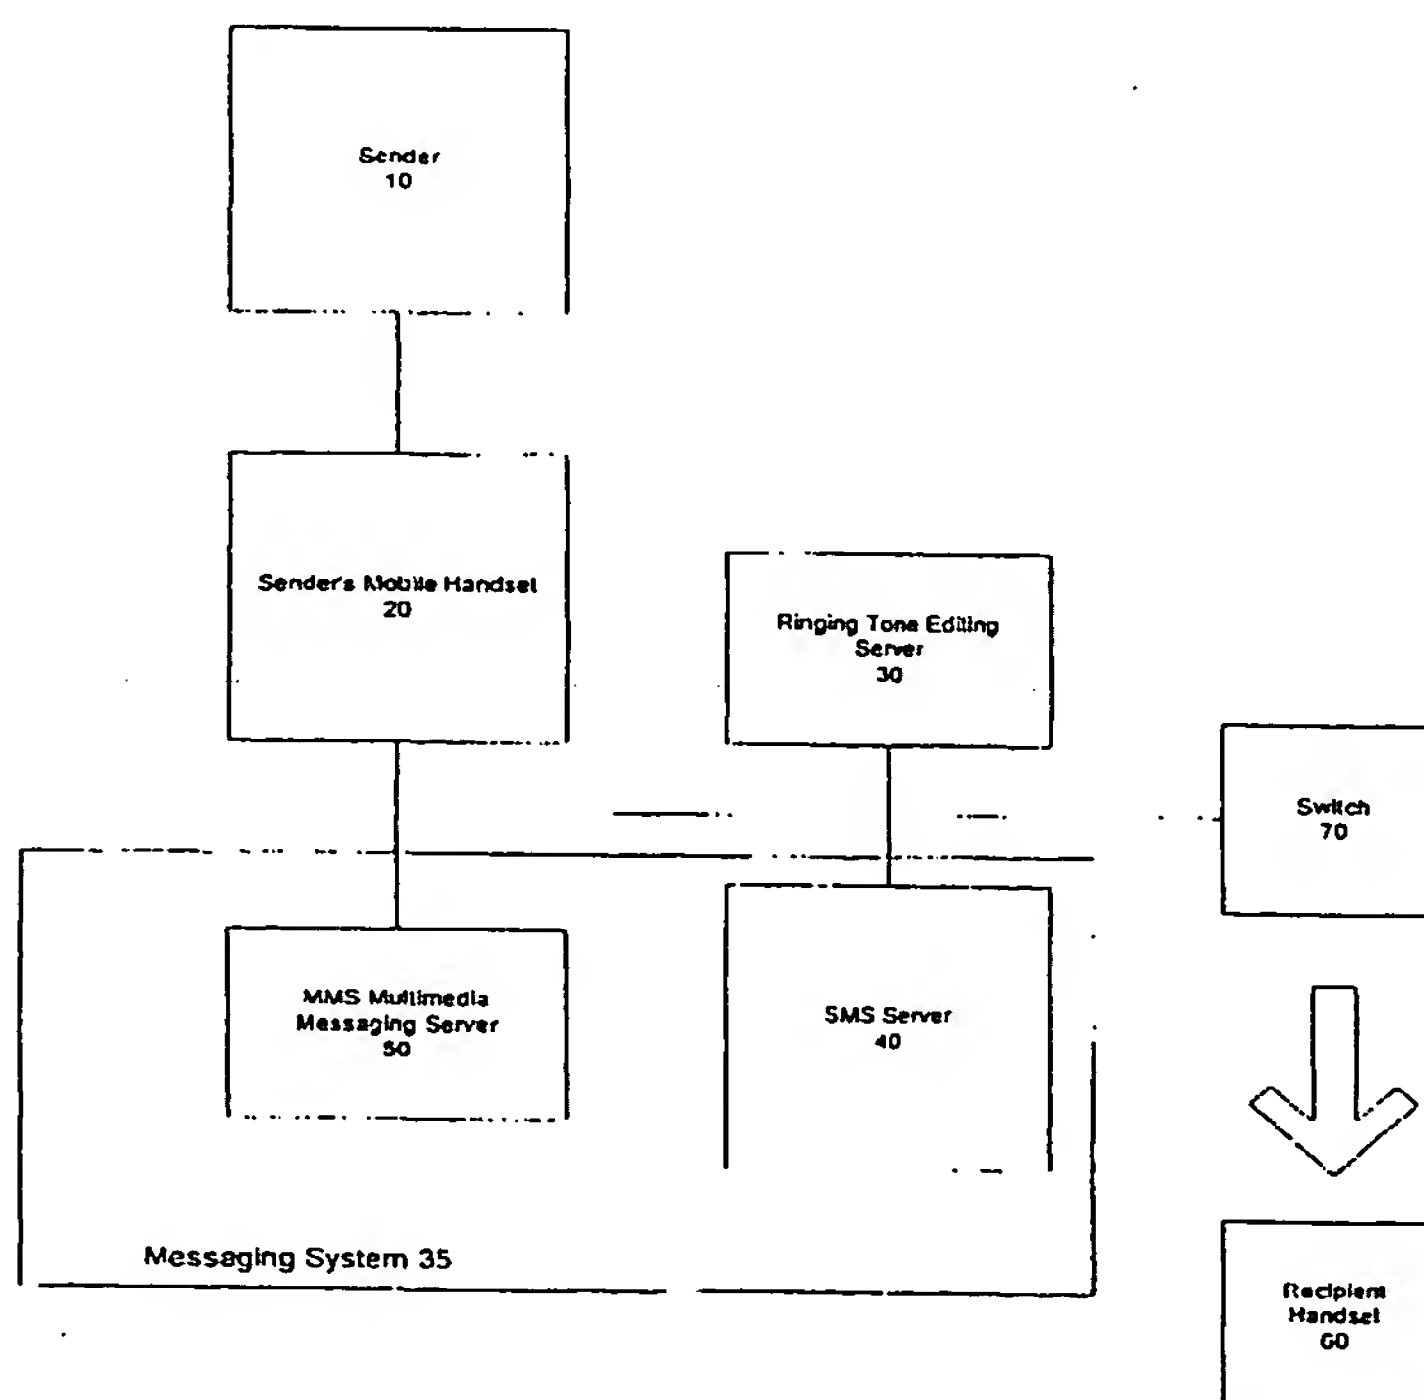 Sender
10
Sender's Mobile Handset
20
Ringing Tone Editing
Server
30
Switch
70
MMS Multimedia
Messaging Server
50
SMS Server
40
Messaging System 35
Recipient
Handset
60